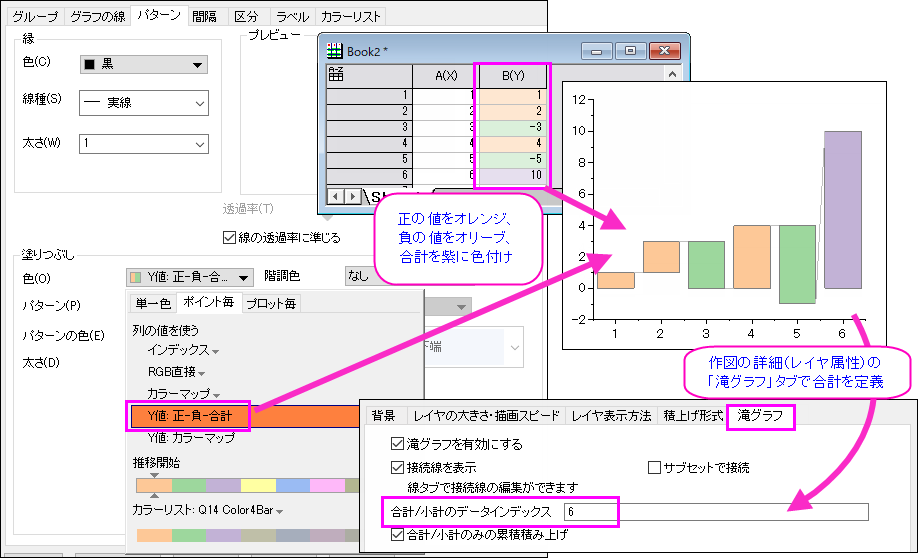 グループ グラフの線 パターン 間隔 区分 ラベル カラーリスト
縁
色(C) 黒
線種(S) 実線
太さ(W) 1
プレビュー
透過率(T)
線の透過率に準じる
塗りつぶし
色(O) Y値: 正-負-合... 階調色 なし
パターン(P)
パターンの色(E)
太さ(D)
下端
単一色 ポイント毎 プロット毎
列の値を使う
インデックス
RGB直接
カラーマップ
Y値: 正-負-合計
Y値: カラーマップ
推移開始
カラーリスト: Q14 Color4Bar
Book2 *
A(X) B(Y)
1 1 1
2 2 2
3 3 -3
4 4 4
5 5 -5
6 6 10
正の値をオレンジ、
負の値をオリーブ、
合計を紫に色付け
12
10
8
6
4
2
0
-2
1 2 3 4 5 6
作図の詳細(レイヤ属性)の
「滝グラフ」タブで合計を定義
背景 レイヤの大きさ・描画スピード レイヤ表示方法 積上げ形式 滝グラフ
滝グラフを有効にする
接続線を表示 サブセットで接続
線タブで接続線の編集ができます
合計/小計のデータインデックス 6
合計/小計のみの累積積み上げ